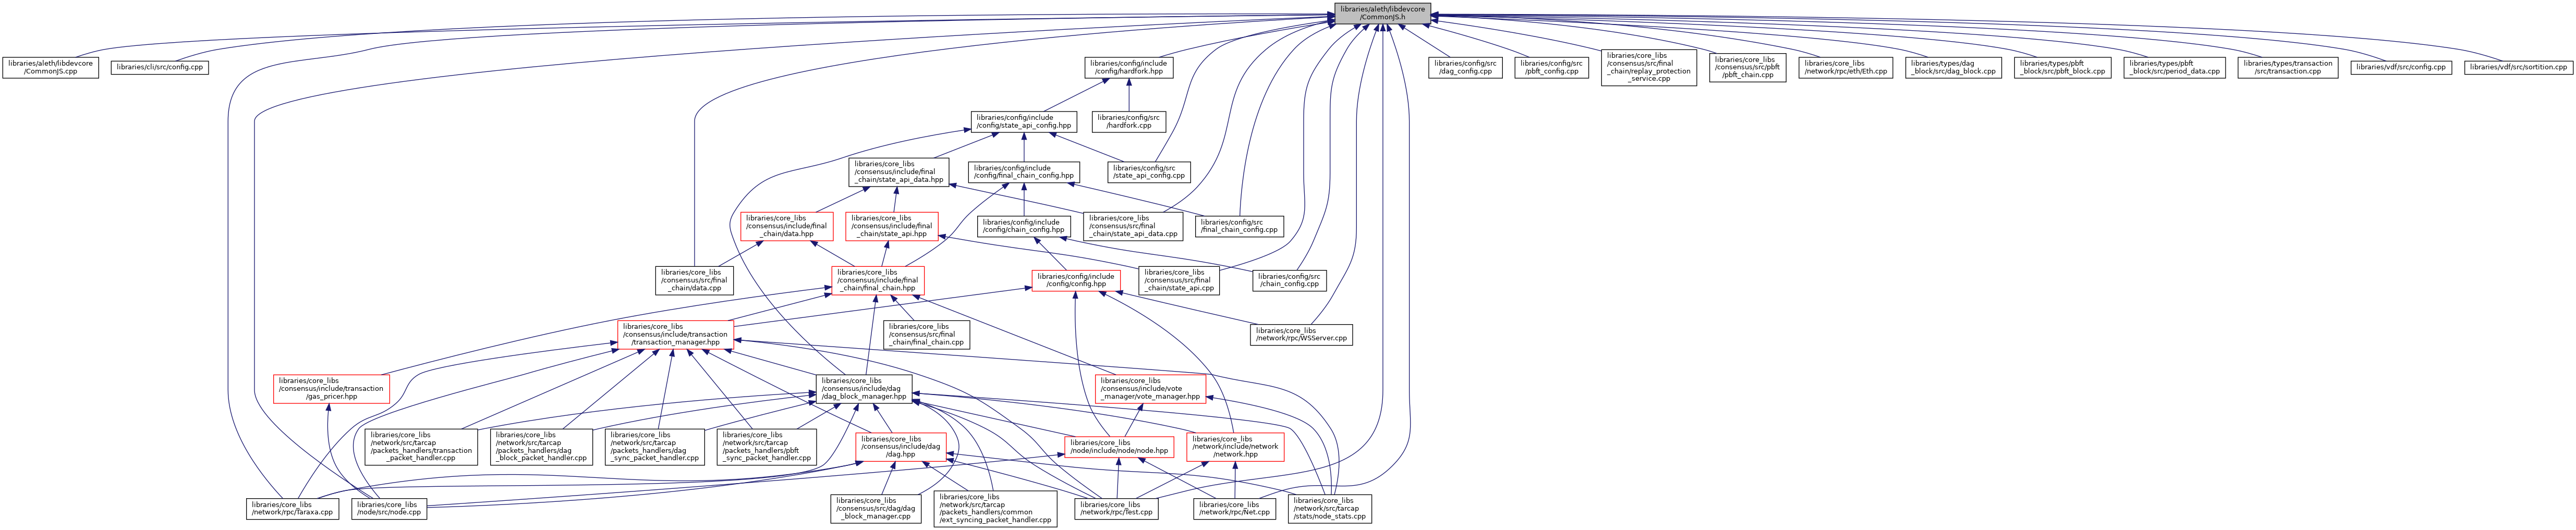 libraries/aleth/libdevcore
/CommonJS.h
libraries/aleth/libdevcore
/CommonJS.cpp
libraries/cli/src/config.cpp
libraries/config/include
/config/hardfork.hpp
libraries/config/src
/dag_config.cpp
libraries/config/src
/pbft_config.cpp
libraries/core_libs
/consensus/src/final
_chain/replay_protection
_service.cpp
libraries/core_libs
/consensus/src/pbft
/pbft_chain.cpp
libraries/core_libs
/network/rpc/eth/Eth.cpp
libraries/types/dag
_block/src/dag_block.cpp
libraries/types/pbft
_block/src/pbft_block.cpp
libraries/types/pbft
_block/src/period_data.cpp
libraries/types/transaction
/src/transaction.cpp
libraries/vdf/src/config.cpp
libraries/vdf/src/sortition.cpp
libraries/config/include
/config/state_api_config.hpp
libraries/config/src
/hardfork.cpp
libraries/core_libs
/consensus/include/final
_chain/state_api_data.hpp
libraries/config/include
/config/final_chain_config.hpp
libraries/config/src
/state_api_config.cpp
libraries/core_libs
/consensus/include/final
_chain/data.hpp
libraries/core_libs
/consensus/include/final
_chain/state_api.hpp
libraries/config/include
/config/chain_config.hpp
libraries/core_libs
/consensus/src/final
_chain/state_api_data.cpp
libraries/config/src
/final_chain_config.cpp
libraries/core_libs
/consensus/src/final
_chain/data.cpp
libraries/core_libs
/consensus/include/final
_chain/final_chain.hpp
libraries/config/include
/config/config.hpp
libraries/core_libs
/consensus/src/final
_chain/state_api.cpp
libraries/config/src
/chain_config.cpp
libraries/core_libs
/consensus/include/transaction
/transaction_manager.hpp
libraries/core_libs
/consensus/src/final
_chain/final_chain.cpp
libraries/core_libs
/network/rpc/WSServer.cpp
libraries/core_libs
/consensus/include/transaction
/gas_pricer.hpp
libraries/core_libs
/consensus/include/dag
/dag_block_manager.hpp
libraries/core_libs
/consensus/include/vote
_manager/vote_manager.hpp
libraries/core_libs
/network/src/tarcap
/packets_handlers/transaction
_packet_handler.cpp
libraries/core_libs
/network/src/tarcap
/packets_handlers/dag
_block_packet_handler.cpp
libraries/core_libs
/network/src/tarcap
/packets_handlers/dag
_sync_packet_handler.cpp
libraries/core_libs
/network/src/tarcap
/packets_handlers/pbft
_sync_packet_handler.cpp
libraries/core_libs
/consensus/include/dag
/dag.hpp
libraries/core_libs
/node/include/node/node.hpp
libraries/core_libs
/network/include/network
/network.hpp
libraries/core_libs
/network/rpc/Taraxa.cpp
libraries/core_libs
/node/src/node.cpp
libraries/core_libs
/consensus/src/dag/dag
_block_manager.cpp
libraries/core_libs
/network/src/tarcap
/packets_handlers/common
/ext_syncing_packet_handler.cpp
libraries/core_libs
/network/rpc/Test.cpp
libraries/core_libs
/network/rpc/Net.cpp
libraries/core_libs
/network/src/tarcap
/stats/node_stats.cpp